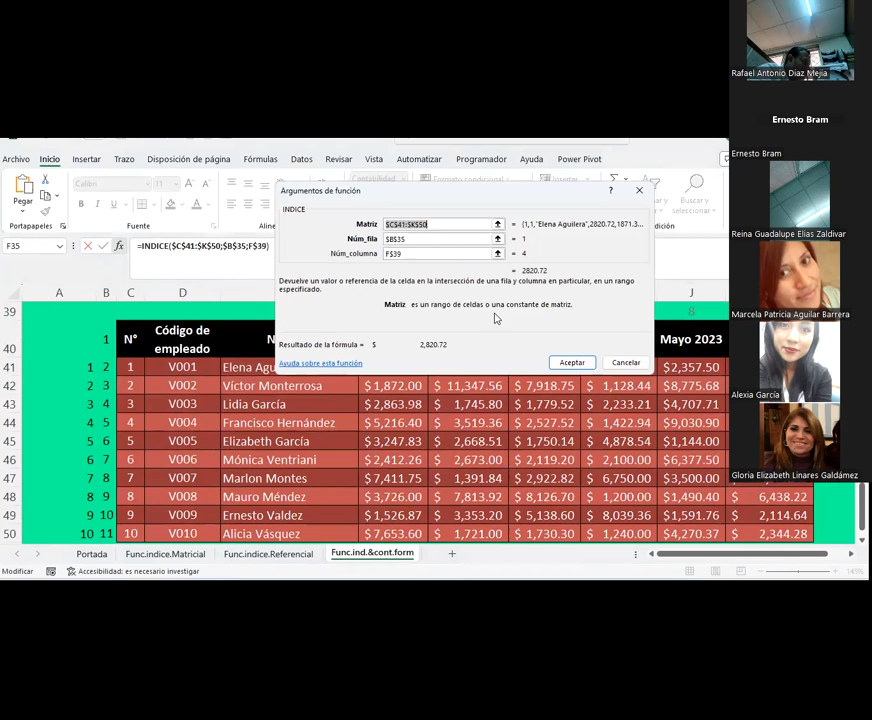 Rafael Antonio Diaz Mejia
Ernesto Bram
Ernesto Bram
Reina Guadalupe Elias Zaldivar
Marcela Patricia Aguilar Barrera
Alexia García
Gloria Elizabeth Linares Galdámez
Archivo Inicio Insertar Trazo Disposición de página Fórmulas Datos Revisar Vista Automatizar Programador Ayuda Power Pivot
Pegar
Calibri 11
Contabilidad
Formato condicional
Portapapeles
F35
=INDICE($C$41:$K$50;$B$35;F$39)
Argumentos de función
INDICE
Matriz $C$41:$K$50 = {1,1,"Elena Aguilera",2820.72,1871.3...
Núm_fila $B$35 = 1
Núm_columna F$39 = 4
= 2820.72
Devuelve un valor o referencia de la celda en la intersección de una fila y columna en particular, en un rango
especificado.
Matriz es un rango de celdas o una constante de matriz.
Resultado de la fórmula = $ 2,820.72
Ayuda sobre esta función
Aceptar Cancelar
A B C D J
39 8
40 1 N° Código de empleado Mayo 2023
41 1 2 1 V001 $2,357.50
42 2 3 2 V002 Víctor Monterrosa $1,872.00 $ 11,347.56 $ 7,918.75 $ 1,128.44 $8,775.68
43 3 4 3 V003 Lidia García $2,863.98 $ 1,745.80 $ 1,779.52 $ 2,233.21 $4,707.71
44 4 5 4 V004 Francisco Hernández $5,216.40 $ 3,519.36 $ 2,527.52 $ 1,422.94 $9,030.90
45 5 6 5 V005 Elizabeth García $3,247.83 $ 2,668.51 $ 1,750.14 $ 4,878.54 $1,144.00
46 6 7 6 V006 Mónica Ventriani $2,412.26 $ 2,673.00 $ 2,119.20 $ 2,100.00 $6,377.50
47 7 8 7 V007 Marlon Montes $7,411.75 $ 1,391.84 $ 2,922.82 $ 6,750.00 $3,500.00
48 8 9 8 V008 Mauro Méndez $3,726.00 $ 7,813.92 $ 8,126.70 $ 1,200.00 $1,490.40 $ 6,438.22
49 9 10 9 V009 Ernesto Valdez $1,526.87 $ 3,353.20 $ 5,138.60 $ 8,039.36 $1,591.76 $ 2,114.64
50 10 11 10 V010 Alicia Vásquez $7,653.60 $ 1,721.00 $ 1,730.30 $ 1,240.00 $4,270.37 $ 2,344.28
Portada Func.indice.Matricial Func.indice.Referencial Func.ind.&cont.form
Modificar Accesibilidad: es necesario investigar 145%